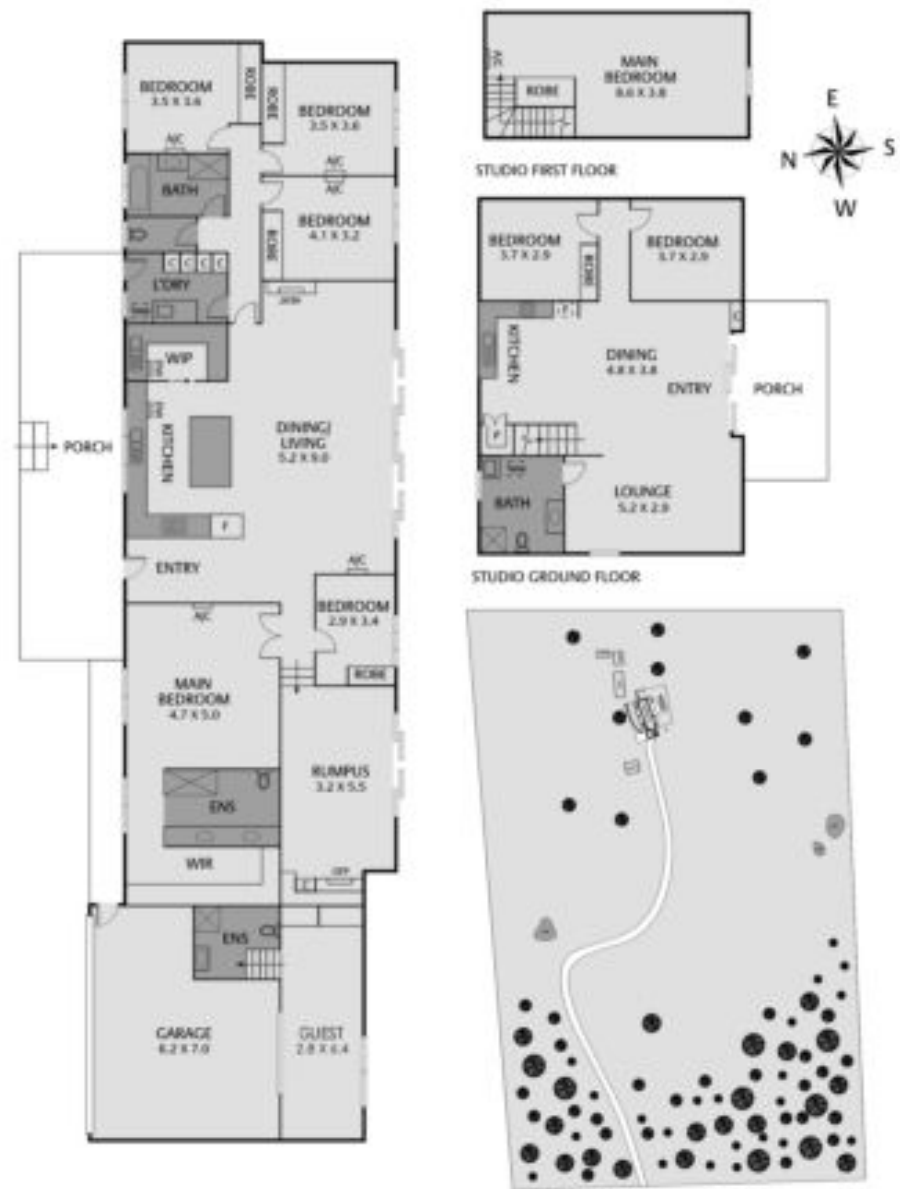 BEDROOM
3.5 X 3.6
ROBE
ROBE
BEDROOM
3.5 X 3.6
A/C
A/C
BATH
A/C
BEDROOM
4.1 X 3.2
ROBE
C C C C
L'DRY
WIP
PORCH
KITCHEN
DINING/
LIVING
5.2 X 9.0
F
ENTRY
A/C
A/C
BEDROOM
2.9 X 3.4
ROBE
MAIN
BEDROOM
4.7 X 5.0
RUMPUS
3.2 X 5.5
ENS
WIR
OFP
ENS
GARAGE
6.2 X 7.0
GUEST
2.8 X 6.4
A/C
ROBE
MAIN
BEDROOM
8.6 X 3.8
STUDIO FIRST FLOOR
E
N
S
W
BEDROOM
3.7 X 2.9
ROBE
BEDROOM
3.7 X 2.9
KITCHEN
F
C
DINING
4.8 X 3.8
ENTRY
PORCH
P
BATH
LOUNGE
5.2 X 2.9
STUDIO GROUND FLOOR